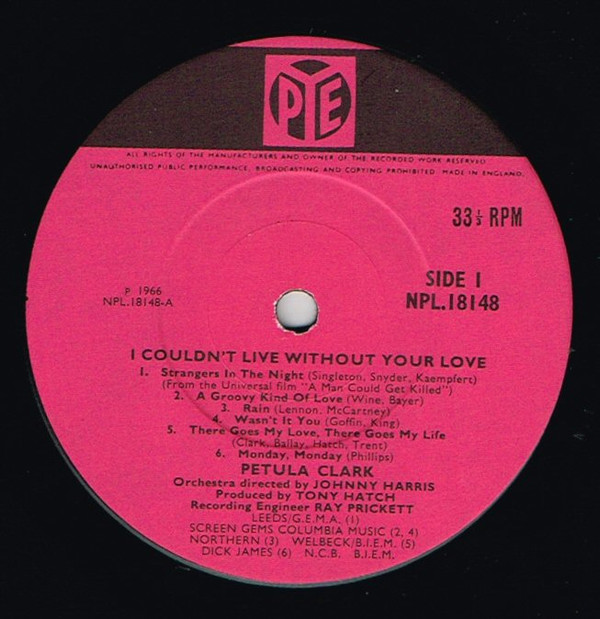 PYE
ALL RIGHTS OF THE MANUFACTURERS AND OWNER OF THE RECORDED WORK RESERVED
UNAUTHORISED PUBLIC PERFORMANCE, BROADCASTING AND COPYING PROHIBITED. MADE IN ENGLAND.
33⅓ RPM
SIDE 1
P 1966
NPL.18148-A
NPL.18148
I COULDN'T LIVE WITHOUT YOUR LOVE
1. Strangers In The Night (Singleton, Snyder, Kaempfert)
(From the Universal film "A Man Could Get Killed")
2. A Groovy Kind Of Love (Wine, Bayer)
3. Rain (Lennon, McCartney)
4. Wasn't It You (Goffin, King)
5. There Goes My Love, There Goes My Life
(Clark, Ballay, Hatch, Trent)
6. Monday, Monday (Phillips)
PETULA CLARK
Orchestra directed by JOHNNY HARRIS
Produced by TONY HATCH
Recording Engineer RAY PRICKETT
LEEDS/G.E.M.A. (1)
SCREEN GEMS COLUMBIA MUSIC (2, 4)
NORTHERN (3) WELBECK/B.I.E.M. (5)
DICK JAMES (6) N.C.B. B.I.E.M.